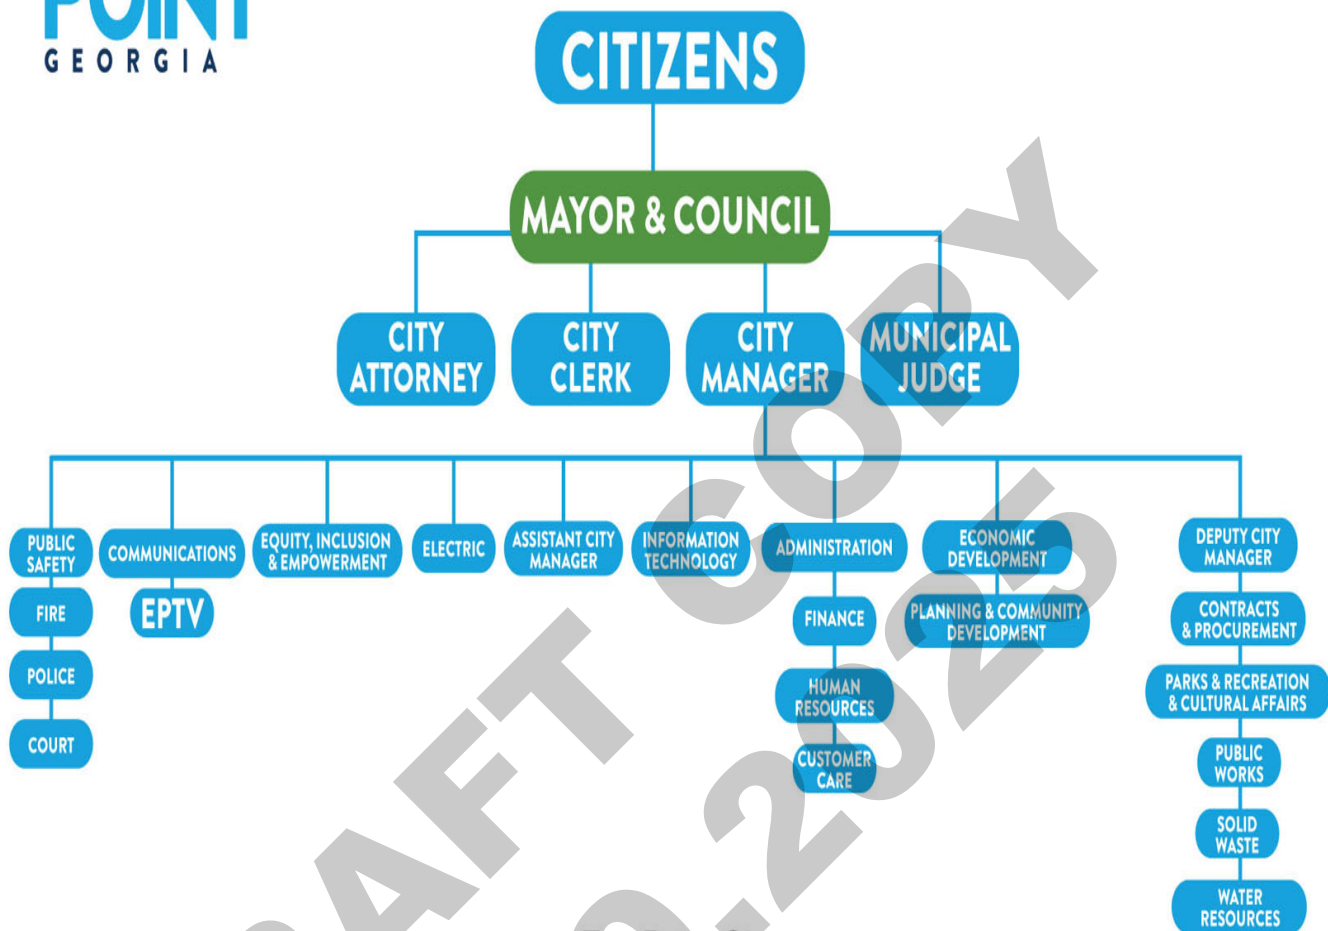 POINT
GEORGIA
CITIZENS
MAYOR & COUNCIL
CITY
ATTORNEY
CITY
CLERK
CITY
MANAGER
MUNICIPAL
JUDGE
PUBLIC
SAFETY
FIRE
POLICE
COURT
COMMUNICATIONS
EPTV
EQUITY, INCLUSION
& EMPOWERMENT
ELECTRIC
ASSISTANT CITY
MANAGER
INFORMATION
TECHNOLOGY
ADMINISTRATION
FINANCE
HUMAN
RESOURCES
CUSTOMER
CARE
ECONOMIC
DEVELOPMENT
PLANNING & COMMUNITY
DEVELOPMENT
DEPUTY CITY
MANAGER
CONTRACTS
& PROCUREMENT
PARKS & RECREATION
& CULTURAL AFFAIRS
PUBLIC
WORKS
SOLID
WASTE
WATER
RESOURCES
COPY